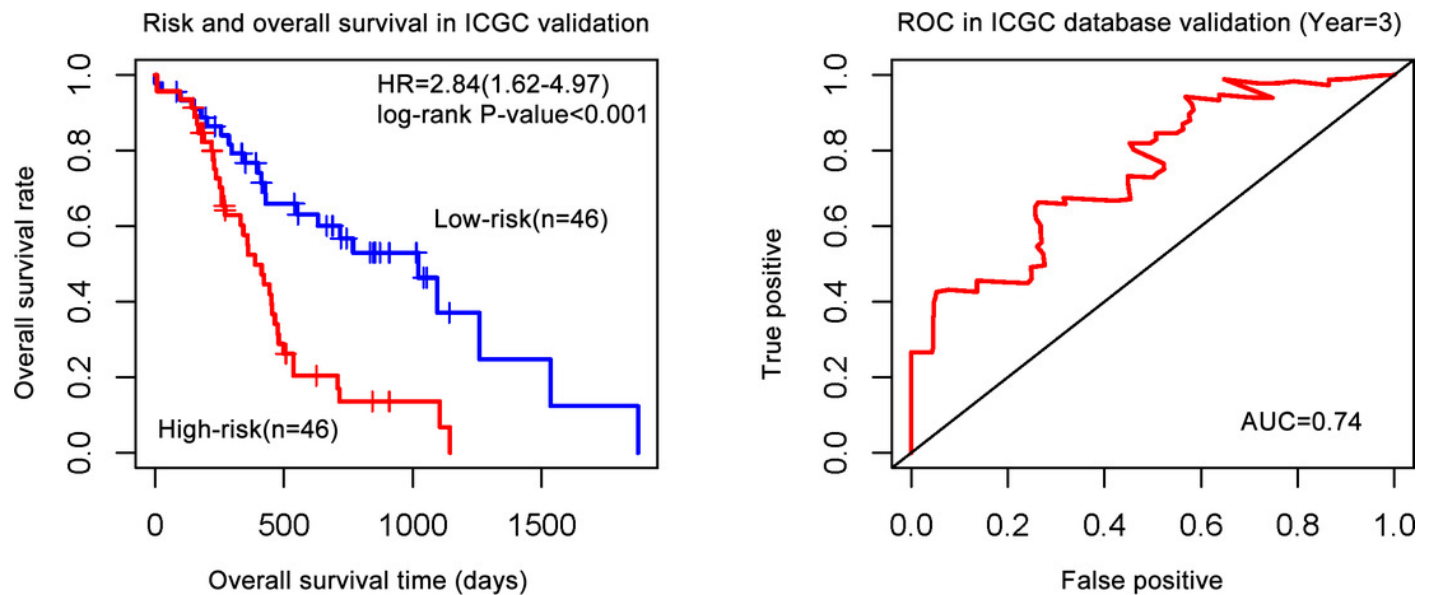 Risk and overall survival in ICGC validation
HR=2.84(1.62-4.97)
log-rank P-value<0.001
Low-risk(n=46)
High-risk(n=46)
Overall survival rate
0.0 0.2 0.4 0.6 0.8 1.0
0 500 1000 1500
Overall survival time (days)
ROC in ICGC database validation (Year=3)
AUC=0.74
True positive
0.0 0.2 0.4 0.6 0.8 1.0
0.0 0.2 0.4 0.6 0.8 1.0
False positive